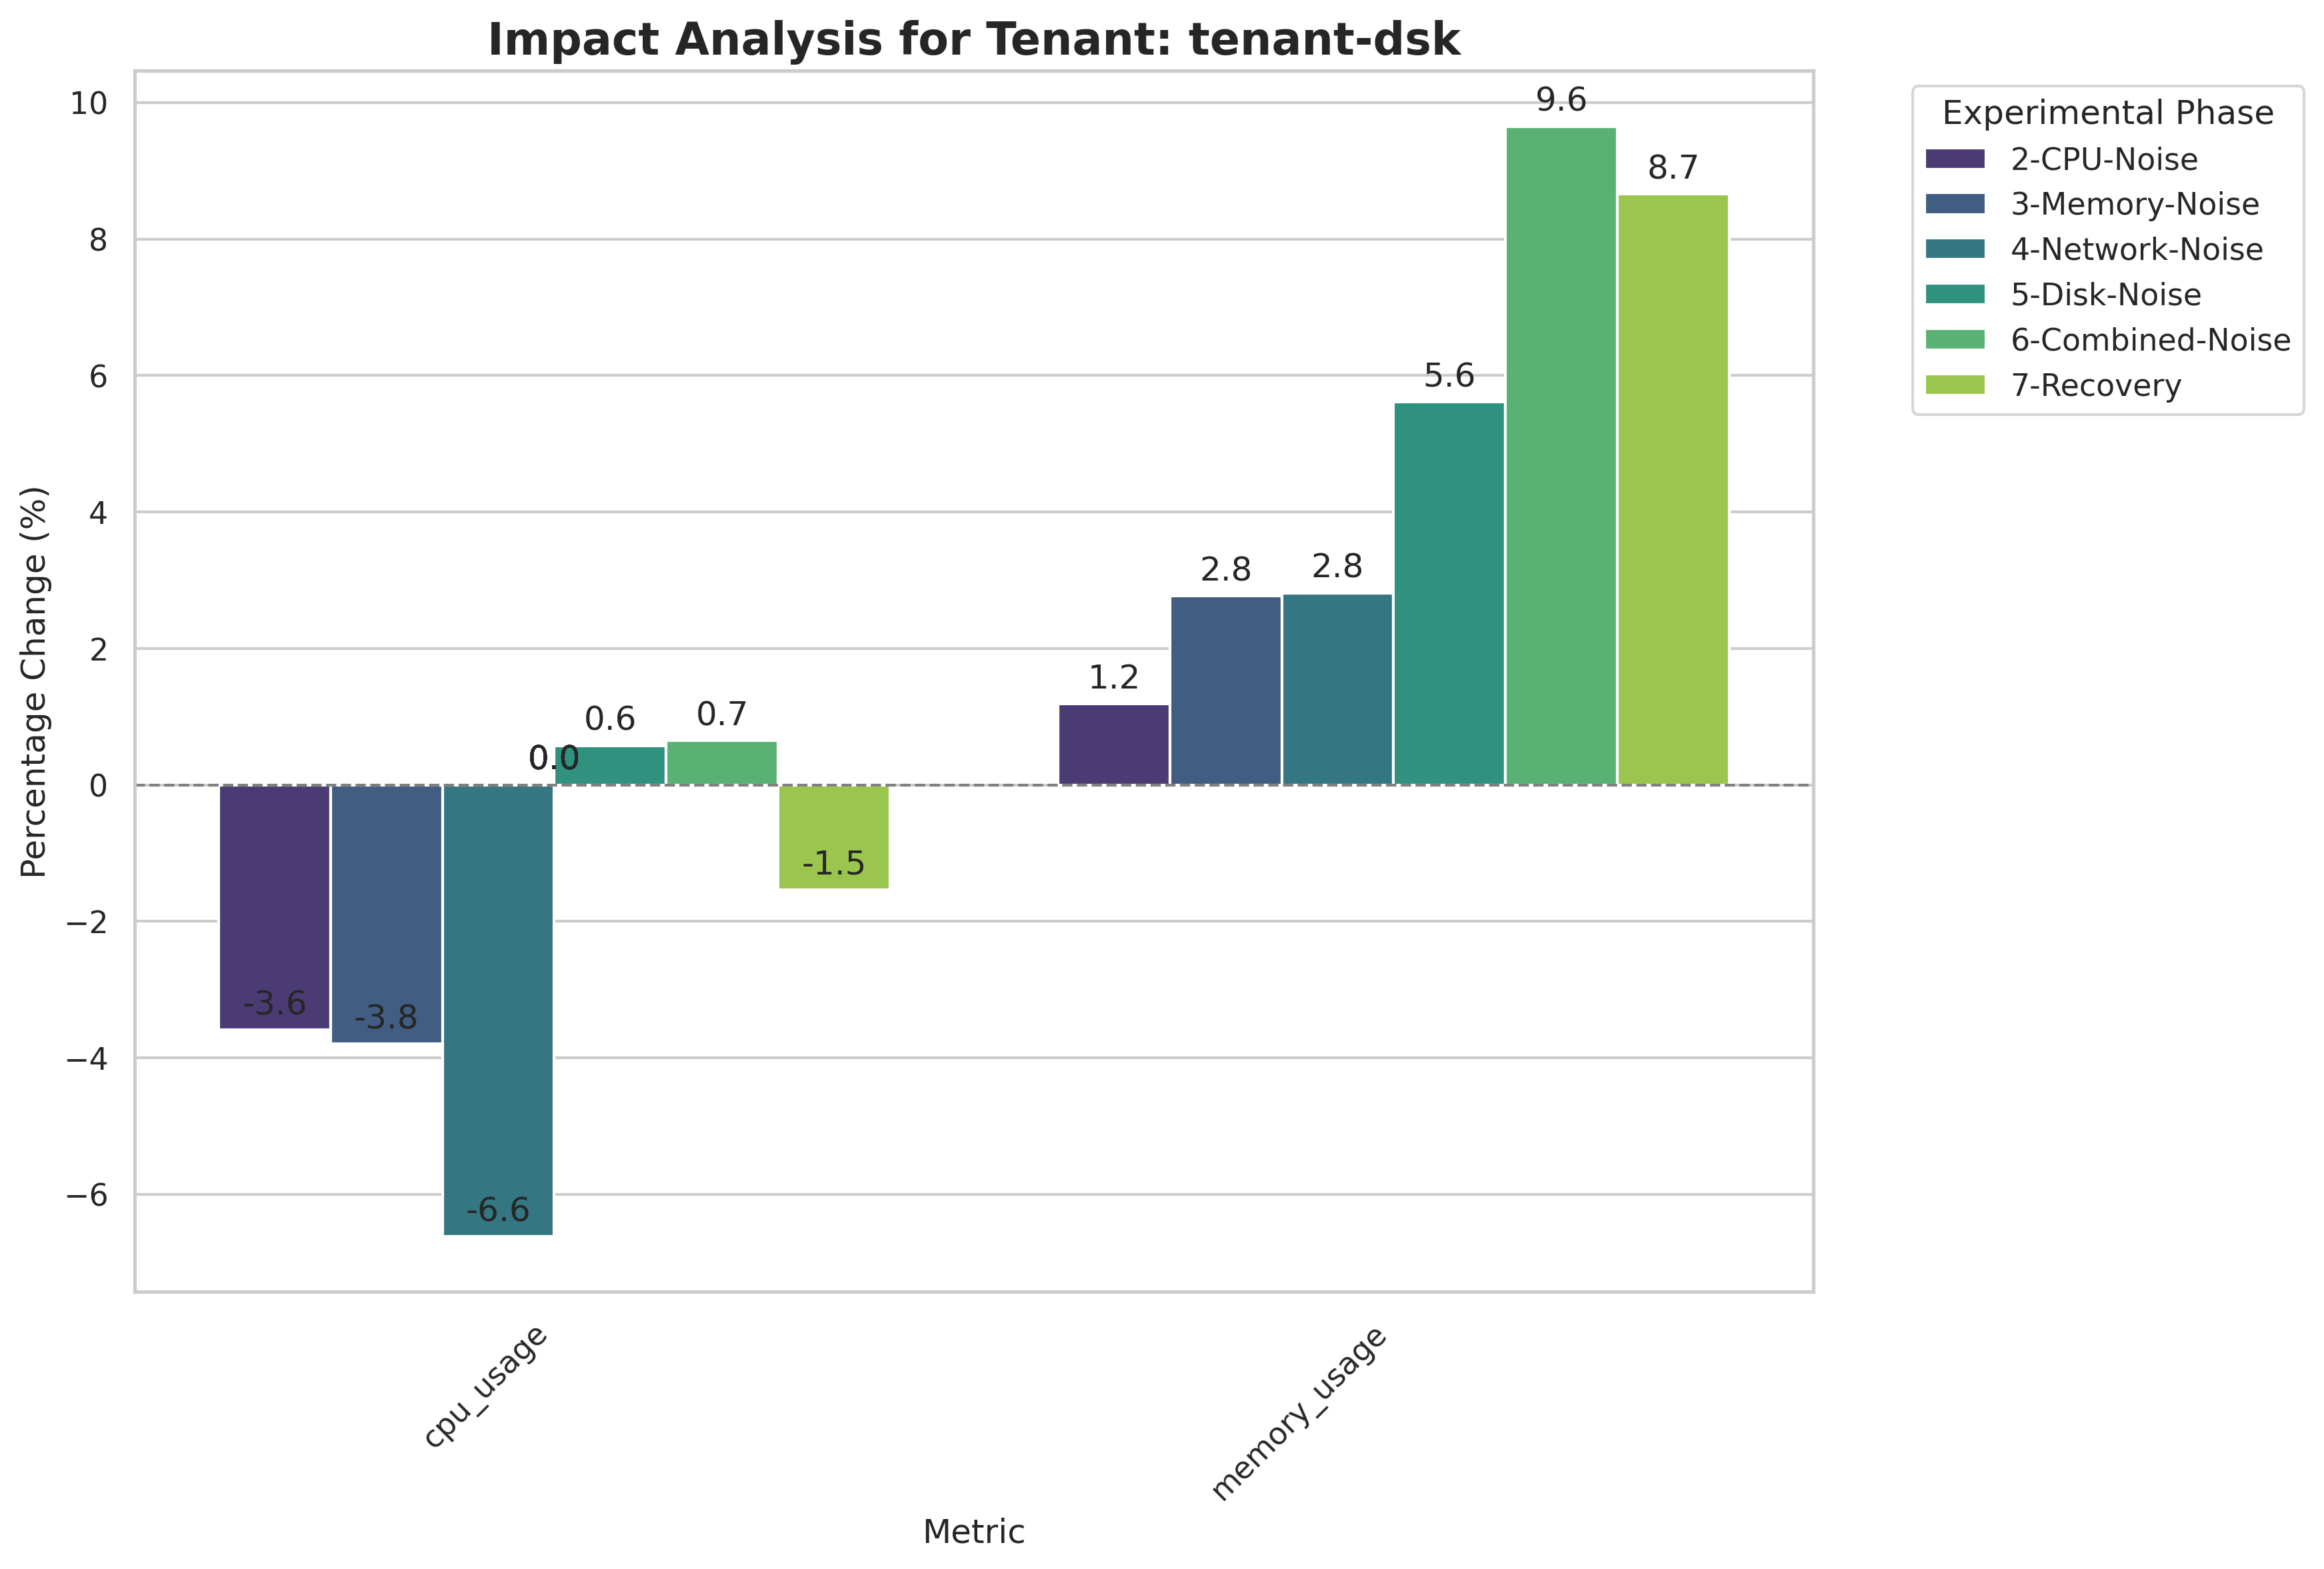 Impact Analysis for Tenant: tenant-dsk
Percentage Change (%)
10
8
6
4
2
0
−2
−4
−6
-3.6
-3.8
-6.6
0.0
0.6
0.7
-1.5
1.2
2.8
2.8
5.6
9.6
8.7
cpu_usage
memory_usage
Metric
Experimental Phase
2-CPU-Noise
3-Memory-Noise
4-Network-Noise
5-Disk-Noise
6-Combined-Noise
7-Recovery